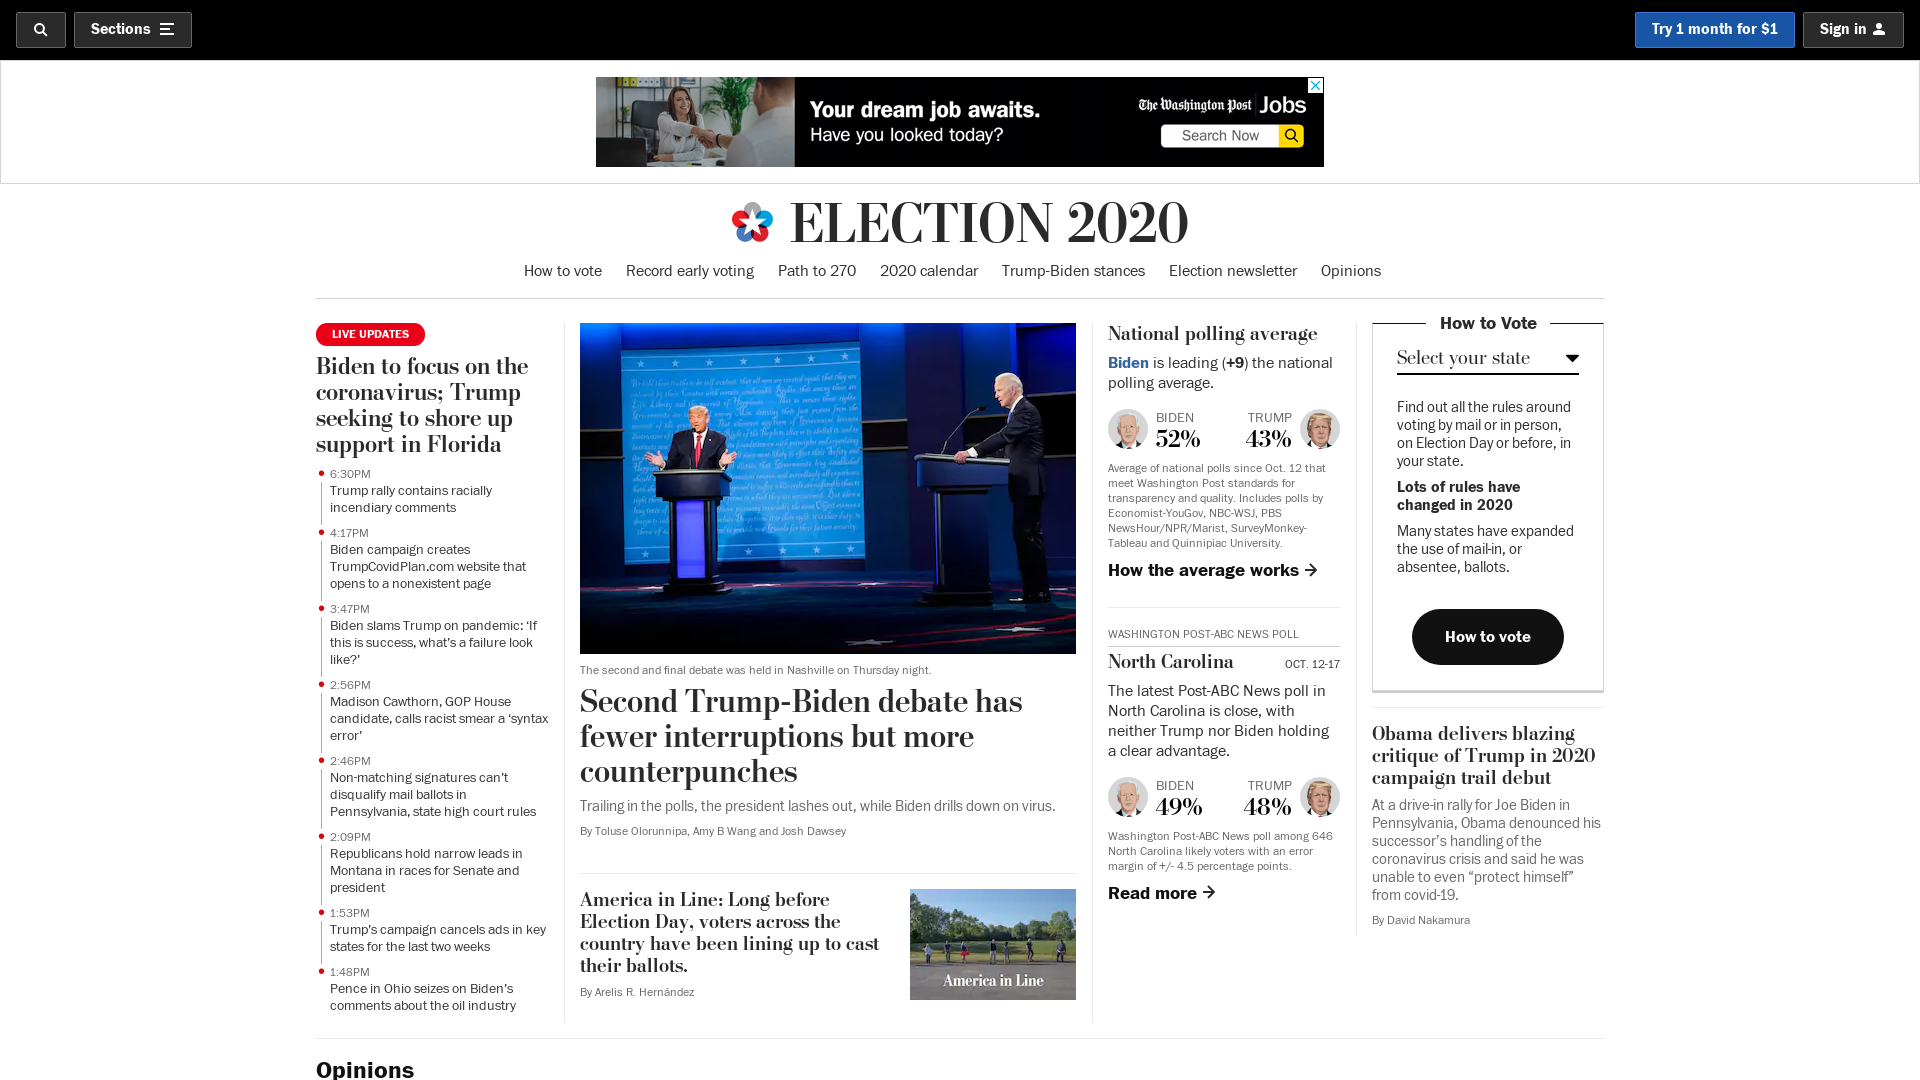 Sections
Try 1 month for $1
Sign in
Your dream job awaits.
Have you looked today?
The Washington Post Jobs
Search Now
ELECTION 2020
How to vote
Record early voting
Path to 270
2020 calendar
Trump-Biden stances
Election newsletter
Opinions
LIVE UPDATES
Biden to focus on the
coronavirus; Trump
seeking to shore up
support in Florida
6:30PM
Trump rally contains racially
incendiary comments
4:17PM
Biden campaign creates
TrumpCovidPlan.com website that
opens to a nonexistent page
3:47PM
Biden slams Trump on pandemic: ‘If
this is success, what’s a failure look
like?’
2:56PM
Madison Cawthorn, GOP House
candidate, calls racist smear a ‘syntax
error’
2:46PM
Non-matching signatures can’t
disqualify mail ballots in
Pennsylvania, state high court rules
2:09PM
Republicans hold narrow leads in
Montana in races for Senate and
president
1:53PM
Trump’s campaign cancels ads in key
states for the last two weeks
1:48PM
Pence in Ohio seizes on Biden’s
comments about the oil industry
The second and final debate was held in Nashville on Thursday night.
Second Trump-Biden debate has
fewer interruptions but more
counterpunches
Trailing in the polls, the president lashes out, while Biden drills down on virus.
By Toluse Olorunnipa, Amy B Wang and Josh Dawsey
America in Line: Long before
Election Day, voters across the
country have been lining up to cast
their ballots.
By Arelis R. Hernández
America in Line
National polling average
Biden is leading (+9) the national
polling average.
BIDEN
52%
TRUMP
43%
Average of national polls since Oct. 12 that
meet Washington Post standards for
transparency and quality. Includes polls by
Economist-YouGov, NBC-WSJ, PBS
NewsHour/NPR/Marist, SurveyMonkey-
Tableau and Quinnipiac University.
How the average works
WASHINGTON POST-ABC NEWS POLL
North Carolina
OCT. 12-17
The latest Post-ABC News poll in
North Carolina is close, with
neither Trump nor Biden holding
a clear advantage.
BIDEN
49%
TRUMP
48%
Washington Post-ABC News poll among 646
North Carolina likely voters with an error
margin of +/- 4.5 percentage points.
Read more
How to Vote
Select your state
Find out all the rules around
voting by mail or in person,
on Election Day or before, in
your state.
Lots of rules have
changed in 2020
Many states have expanded
the use of mail-in, or
absentee, ballots.
How to vote
Obama delivers blazing
critique of Trump in 2020
campaign trail debut
At a drive-in rally for Joe Biden in
Pennsylvania, Obama denounced his
successor’s handling of the
coronavirus crisis and said he was
unable to even “protect himself”
from covid-19.
By David Nakamura
Opinions